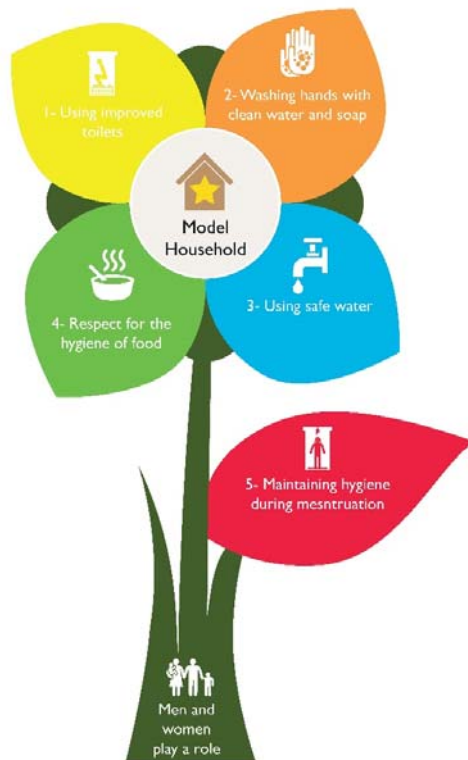 1- Using improved
toilets
2- Washing hands with
clean water and soap
Model
Household
4- Respect for the
hygiene of food
3- Using safe water
5- Maintaining hygiene
during mesntruation
Men and
women
play a role